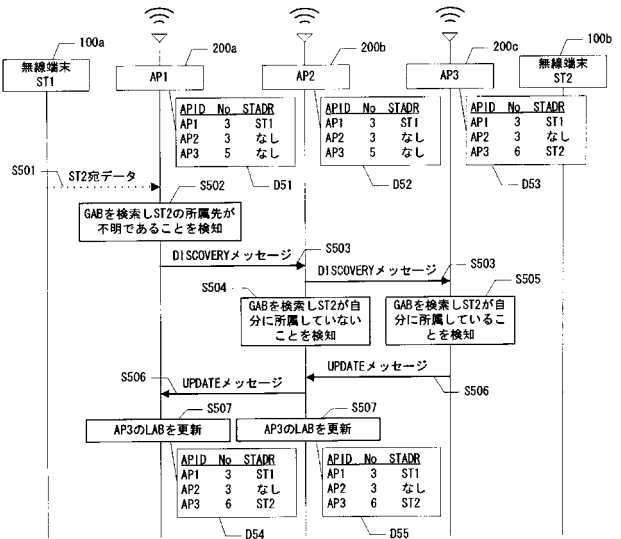 100a
200a
200b
200c
100b
無線端末
ST1
AP1
AP2
AP3
無線端末
ST2
APID No STADR
AP1 3 ST1
AP2 3 なし
AP3 5 なし
D51
APID No STADR
AP1 3 ST1
AP2 3 なし
AP3 5 なし
D52
APID No STADR
AP1 3 ST1
AP2 3 なし
AP3 6 ST2
D53
S501
ST2宛データ
S502
GABを検索しST2の所属先が
不明であることを検知
DISCOVERYメッセージ
S503
DISCOVERYメッセージ
S503
S504
GABを検索しST2が自
分に所属していない
ことを検知
S505
GABを検索しST2が自
分に所属しているこ
とを検知
UPDATEメッセージ
S506
S506
UPDATEメッセージ
S507
AP3のLABを更新
S507
AP3のLABを更新
APID No STADR
AP1 3 ST1
AP2 3 なし
AP3 6 ST2
D54
APID No STADR
AP1 3 ST1
AP2 3 なし
AP3 6 ST2
D55